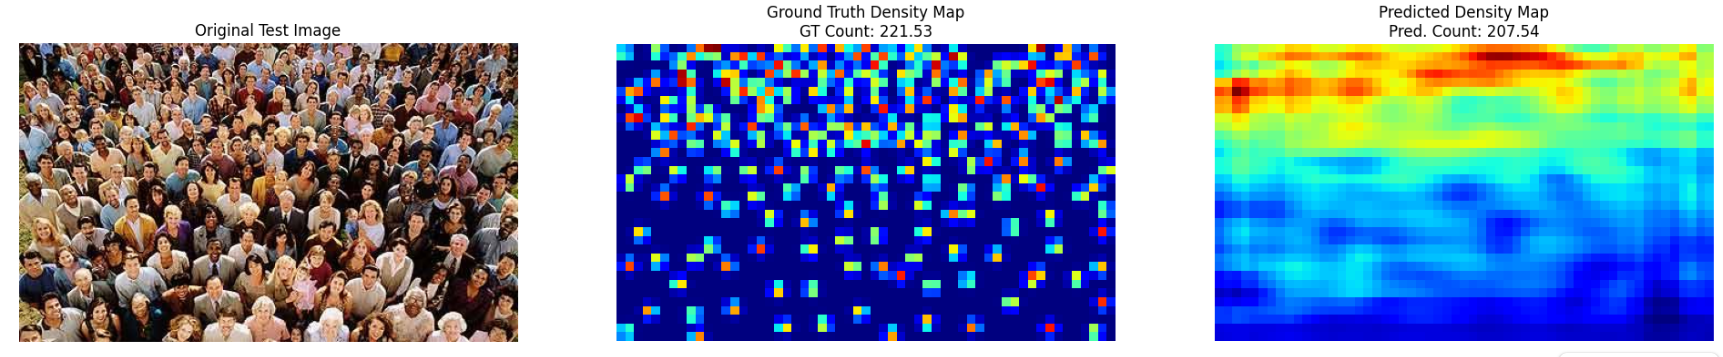 Original Test Image
Ground Truth Density Map
GT Count: 221.53
Predicted Density Map
Pred. Count: 207.54